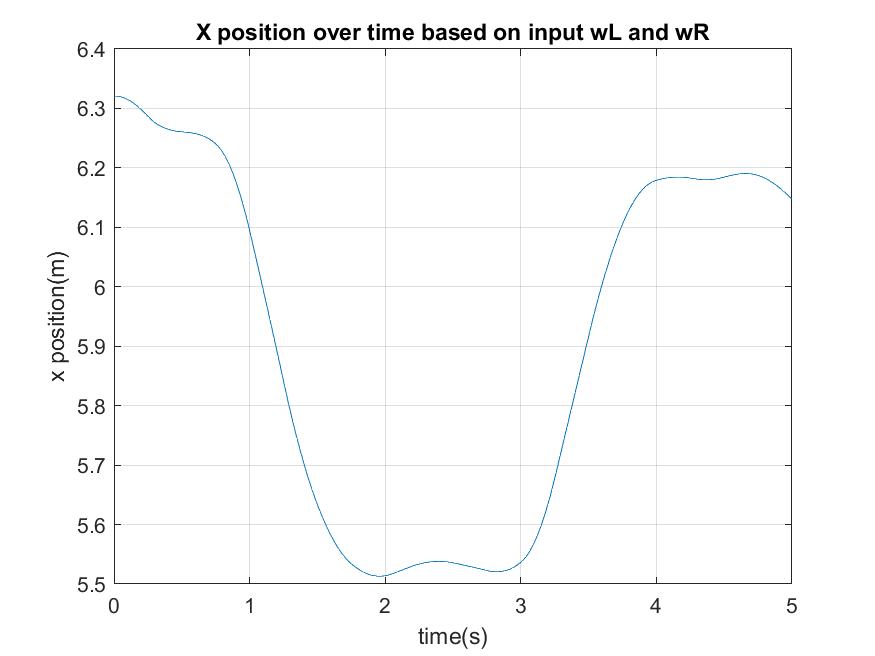 X position over time based on input wL and wR
6.4
6.3
6.2
6.1
6
5.9
5.8
5.7
5.6
5.5
x position(m)
0 1 2 3 4 5
time(s)